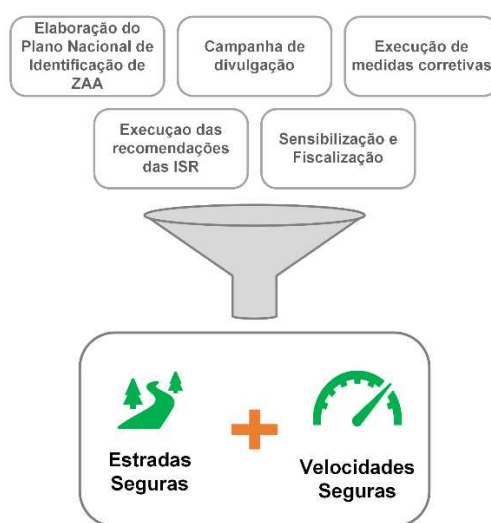 Elaboração do
Plano Nacional de
Identificação de
ZAA
Campanha de
divulgação
Execução de
medidas corretivas
Execuçao das
recomendações
das ISR
Sensibilização e
Fiscalização
Estradas
Seguras
Velocidades
Seguras